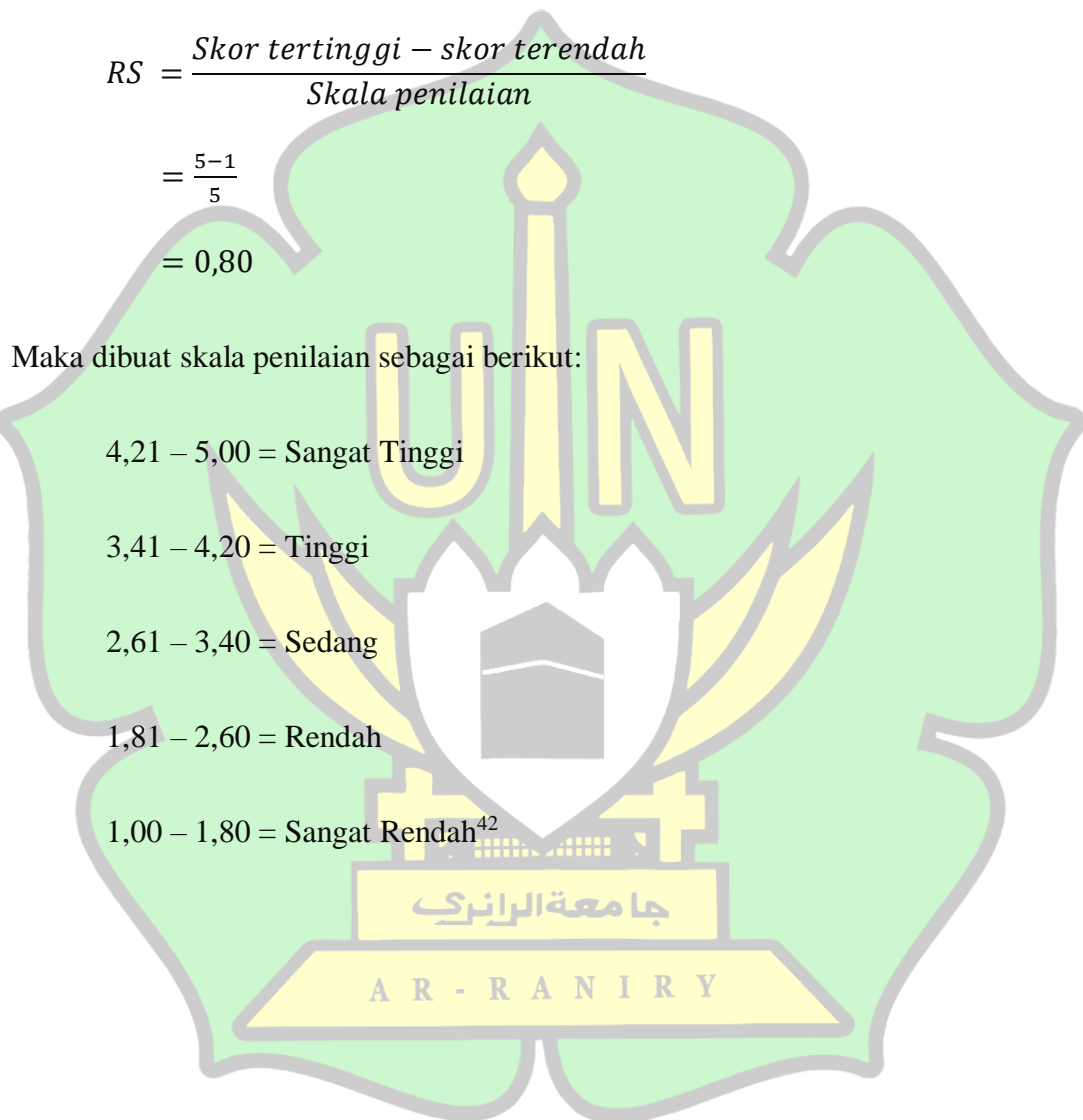 RS = Skor tertinggi − skor terendah
Skala penilaian
= 5−1
5
= 0,80
Maka dibuat skala penilaian sebagai berikut:
UIN
4,21 – 5,00 = Sangat Tinggi
3,41 – 4,20 = Tinggi
2,61 – 3,40 = Sedang
1,81 – 2,60 = Rendah
1,00 – 1,80 = Sangat Rendah42
جامعة الرانري
AR-RANIRY